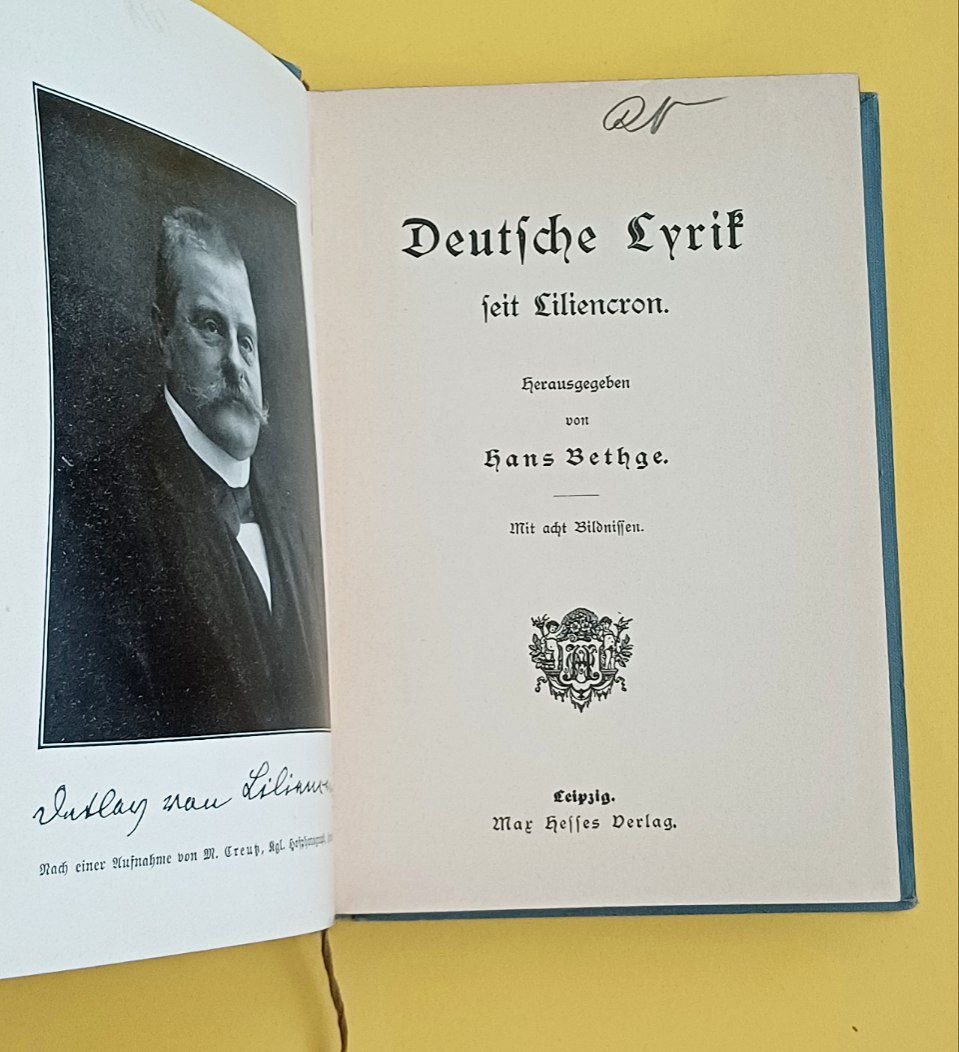 Detlev von Liliencron
Nach einer Aufnahme von M. Creutz, Kgl. Hofphotograph,
Deutſche Lyrik
ſeit Liliencron.
Herausgegeben
von
Hans Bethge.
Mit acht Bildniſſen.
Leipzig.
Max Heſſes Verlag.